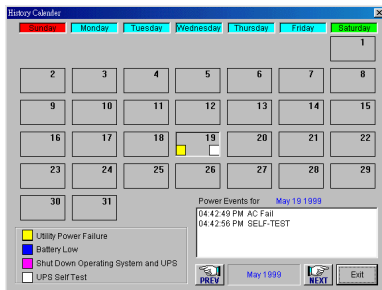 History Calender
Sunday Monday Tuesday Wednesday Thursday Friday Saturday
1
2 3 4 5 6 7 8
9 10 11 12 13 14 15
16 17 18 19 20 21 22
23 24 25 26 27 28 29
30 31
Power Events for May 19 1999
04:42:49 PM AC Fail
04:42:56 PM SELF-TEST
Utility Power Failure
Battery Low
Shut Down Operating System and UPS
UPS Self Test
PREV May 1999 NEXT Exit